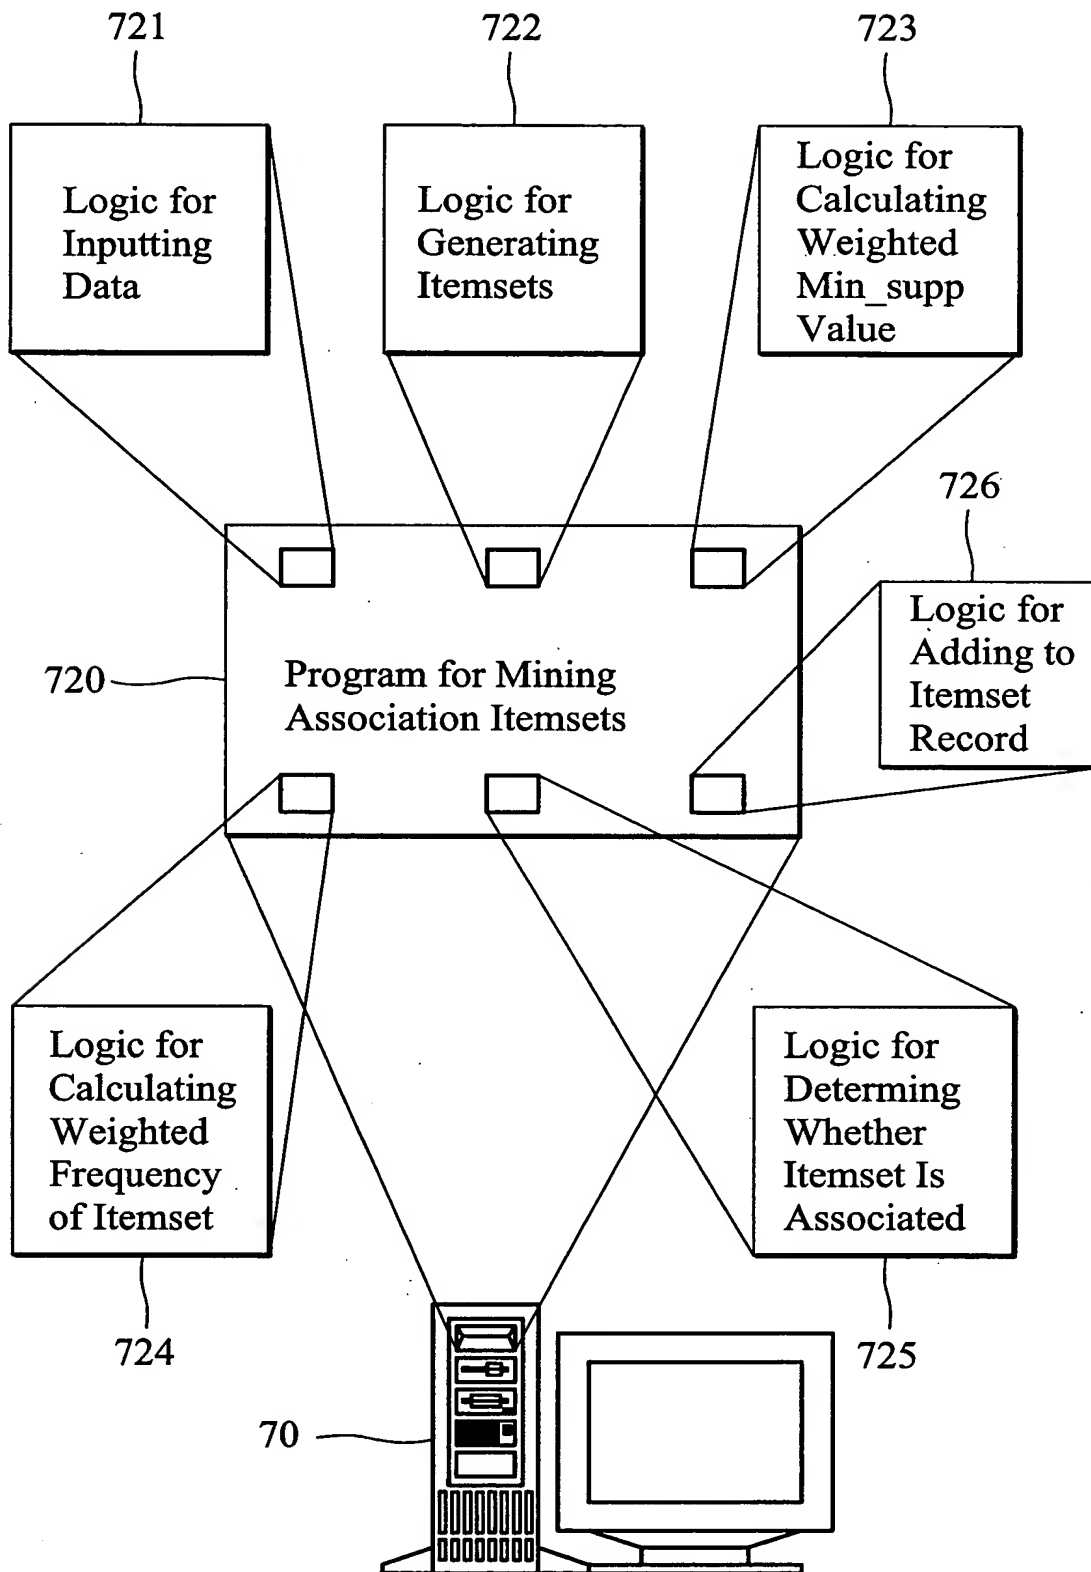 721
722
723
Logic for
Inputting
Data
Logic for
Generating
Itemsets
Logic for
Calculating
Weighted
Min_supp
Value
726
Logic for
Adding to
Itemset
Record
720
Program for Mining
Association Itemsets
Logic for
Calculating
Weighted
Frequency
of Itemset
Logic for
Determing
Whether
Itemset Is
Associated
724
725
70